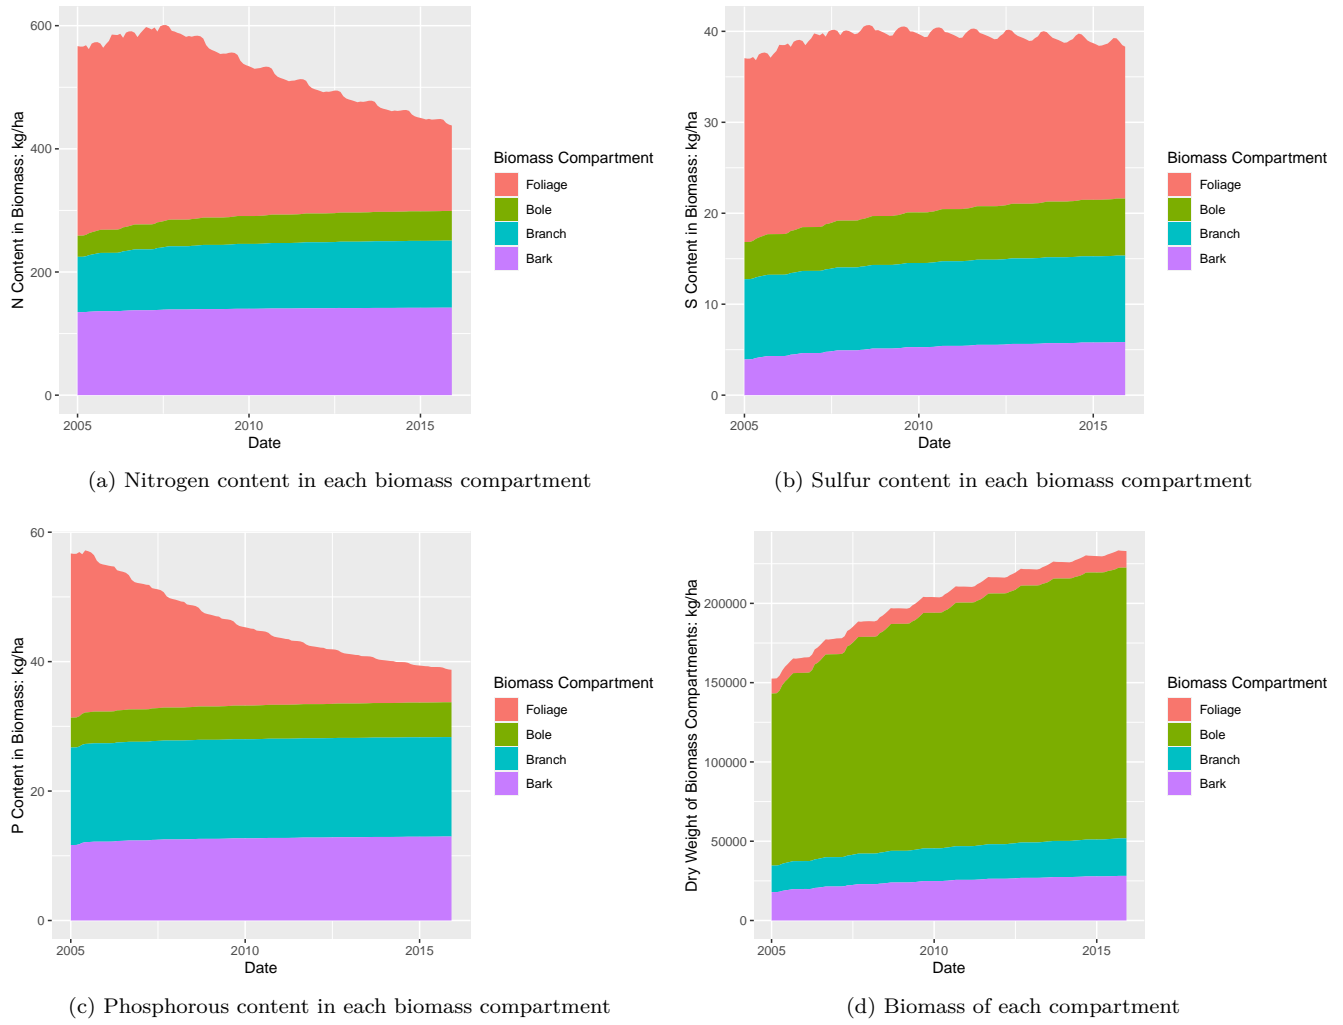 N Content in Biomass: kg/ha
600
400
200
0
2005
2010
2015
Date
Biomass Compartment
Foliage
Bole
Branch
Bark
(a) Nitrogen content in each biomass compartment
S Content in Biomass: kg/ha
40
30
20
10
0
2005
2010
2015
Date
Biomass Compartment
Foliage
Bole
Branch
Bark
(b) Sulfur content in each biomass compartment
P Content in Biomass: kg/ha
60
40
20
0
2005
2010
2015
Date
Biomass Compartment
Foliage
Bole
Branch
Bark
(c) Phosphorous content in each biomass compartment
Dry Weight of Biomass Compartments: kg/ha
200000
150000
100000
50000
0
2005
2010
2015
Date
Biomass Compartment
Foliage
Bole
Branch
Bark
(d) Biomass of each compartment